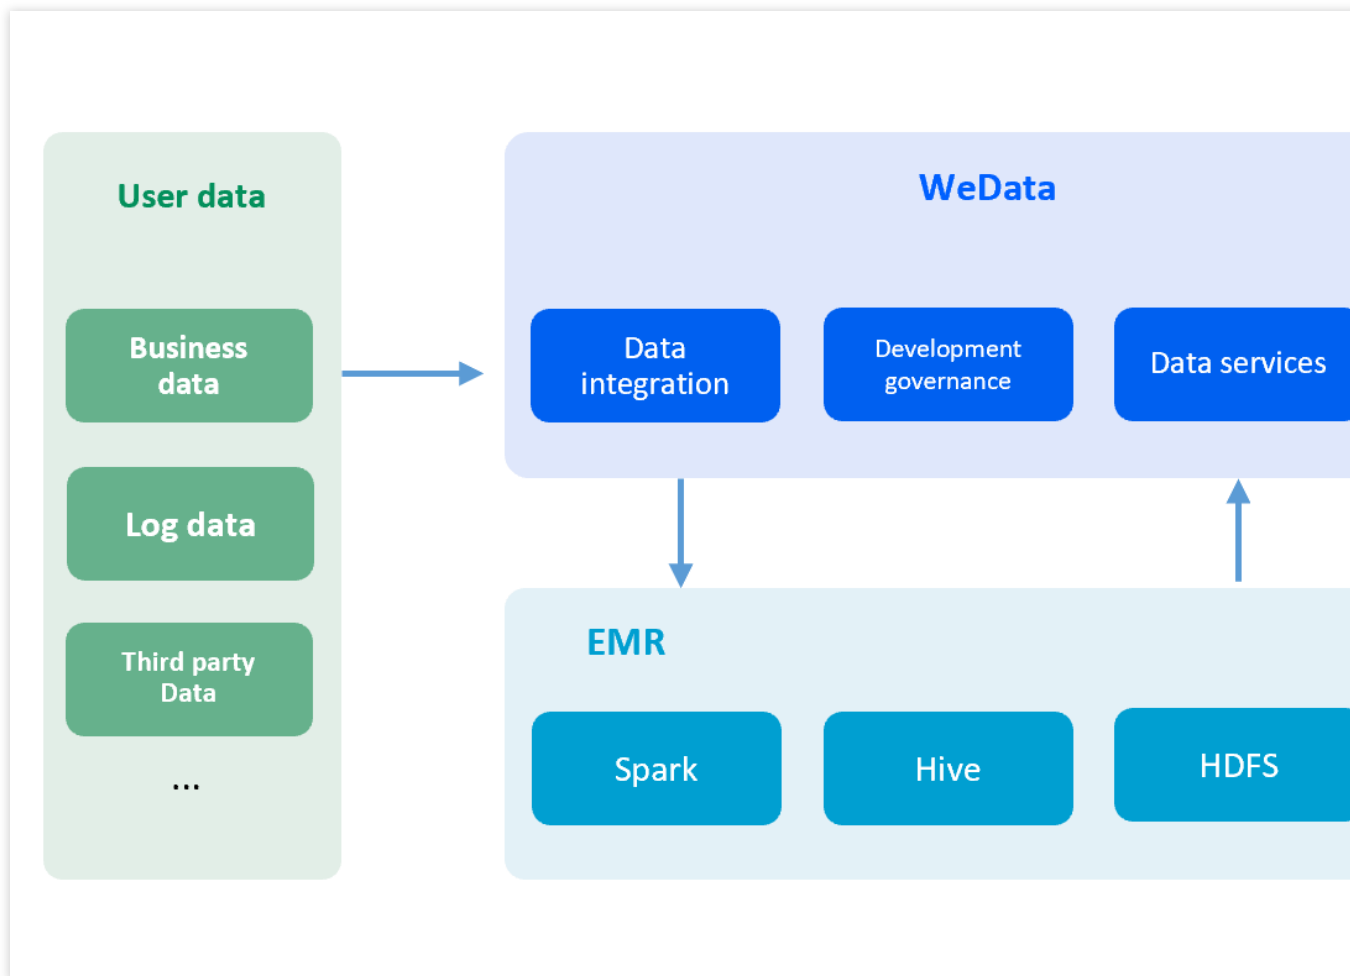 User data
Business
data
Log data
Third party
Data
...
WeData
Data
integration
Development
governance
Data services
EMR
Spark
Hive
HDFS